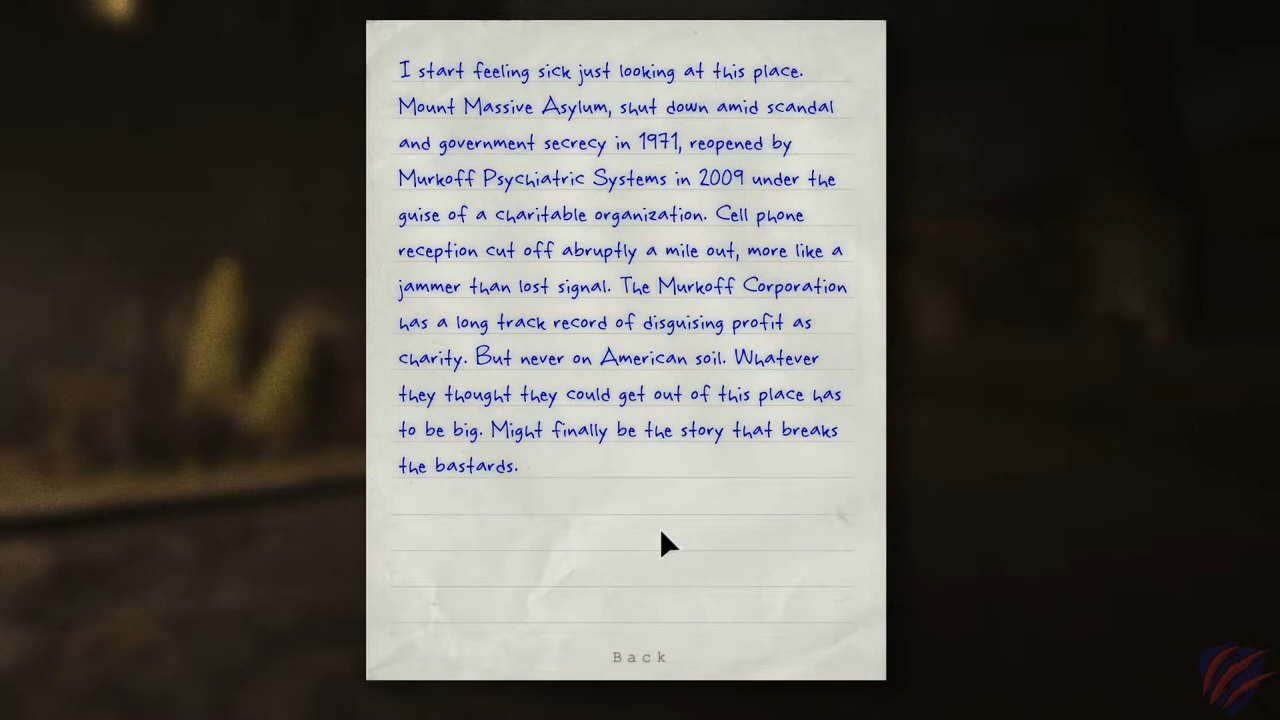 I start feeling sick just looking at this place.
Mount Massive Asylum, shut down amid scandal
and government secrecy in 1971, reopened by
Murkoff Psychiatric Systems in 2009 under the
guise of a charitable organization. Cell phone
reception cut off abruptly a mile out, more like a
jammer than lost signal. The Murkoff Corporation
has a long track record of disguising profit as
charity. But never on American soil. Whatever
they thought they could get out of this place has
to be big. Might finally be the story that breaks
the bastards.
Back